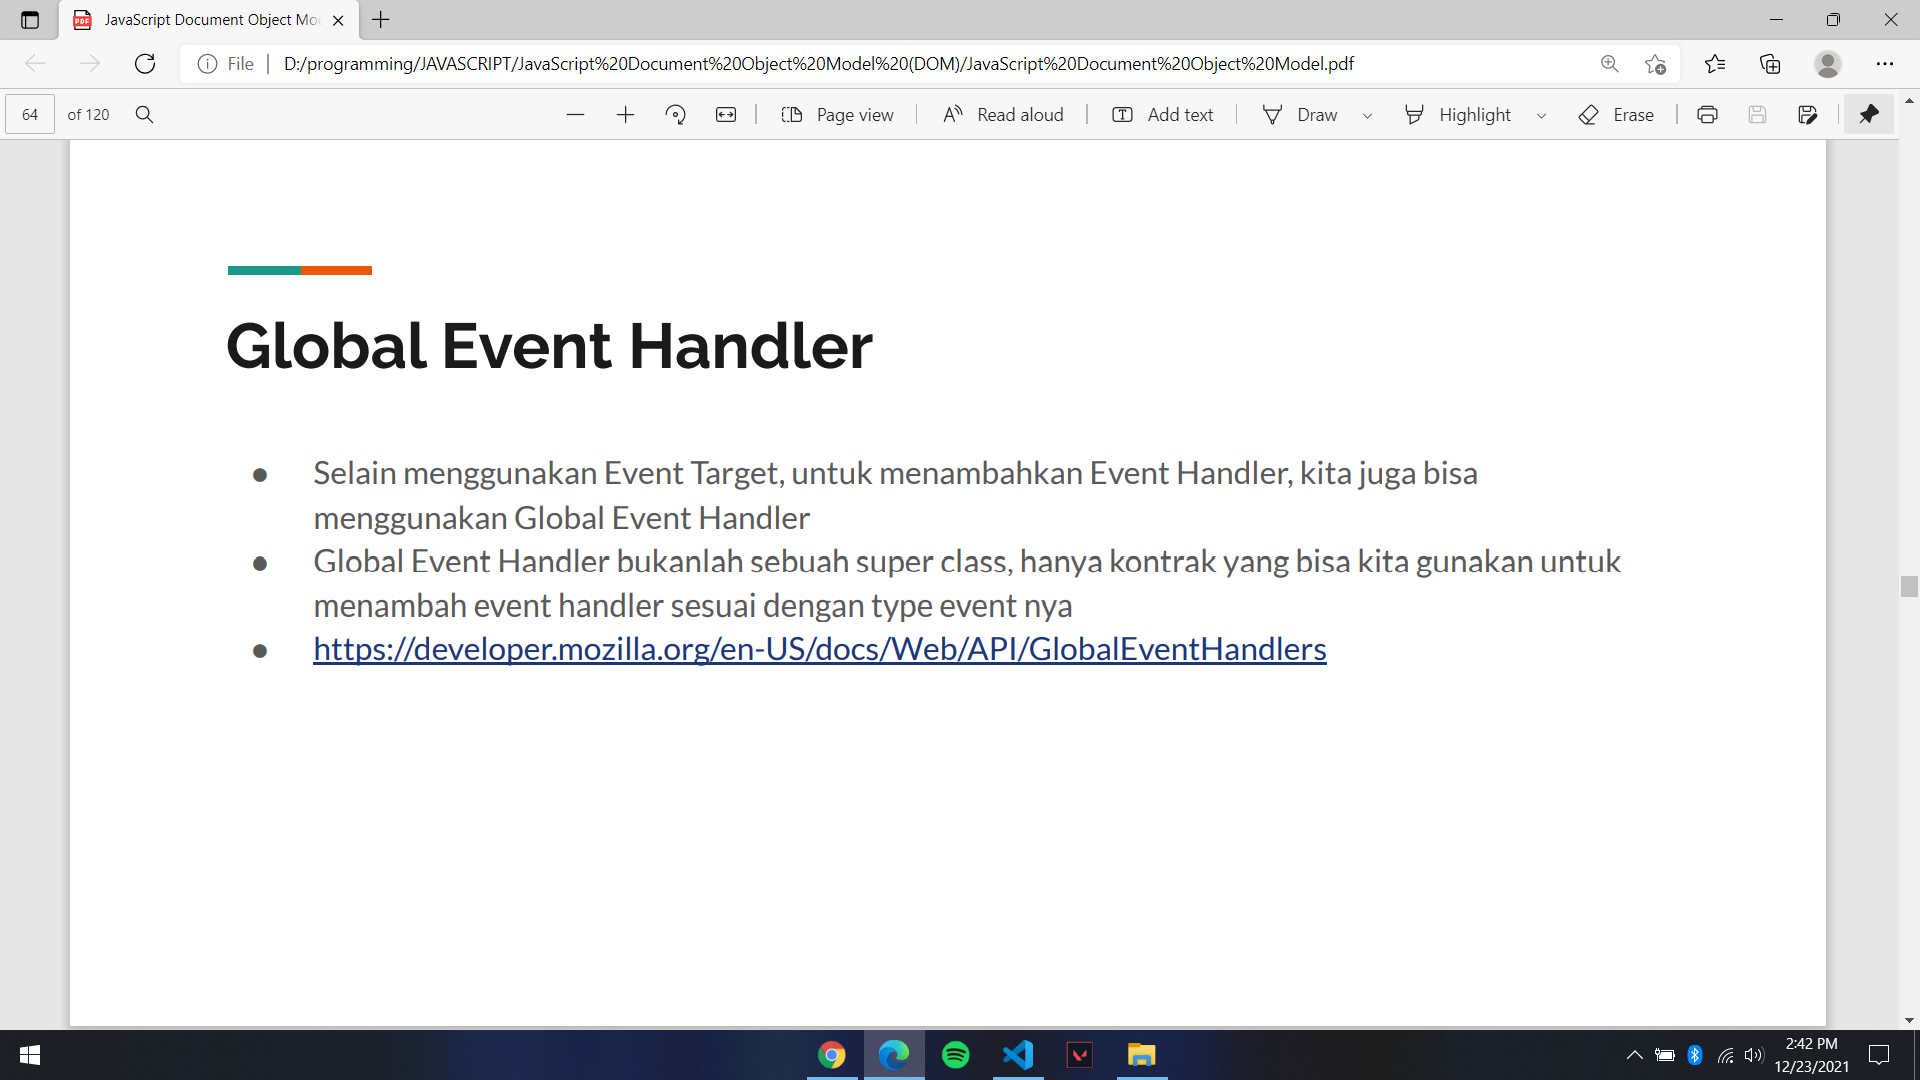 JavaScript Document Object Mo
File
D:/programming/JAVASCRIPT/JavaScript%20Document%20Object%20Model%20(DOM)/JavaScript%20Document%20Object%20Model.pdf
64 of 120
Page view
Read aloud
Add text
Draw
Highlight
Erase
Global Event Handler
● Selain menggunakan Event Target, untuk menambahkan Event Handler, kita juga bisa
menggunakan Global Event Handler
● Global Event Handler bukanlah sebuah super class, hanya kontrak yang bisa kita gunakan untuk
menambah event handler sesuai dengan type event nya
● https://developer.mozilla.org/en-US/docs/Web/API/GlobalEventHandlers
2:42 PM
12/23/2021